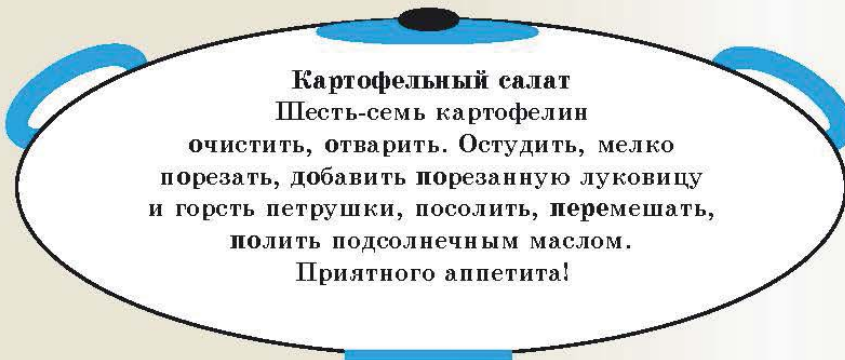 Картофельный салат
Шесть-семь картофелин
очистить, отварить. Остудить, мелко
порезать, добавить порезанную луковицу
и горсть петрушки, посолить, перемешать,
полить подсолнечным маслом.
Приятного аппетита!